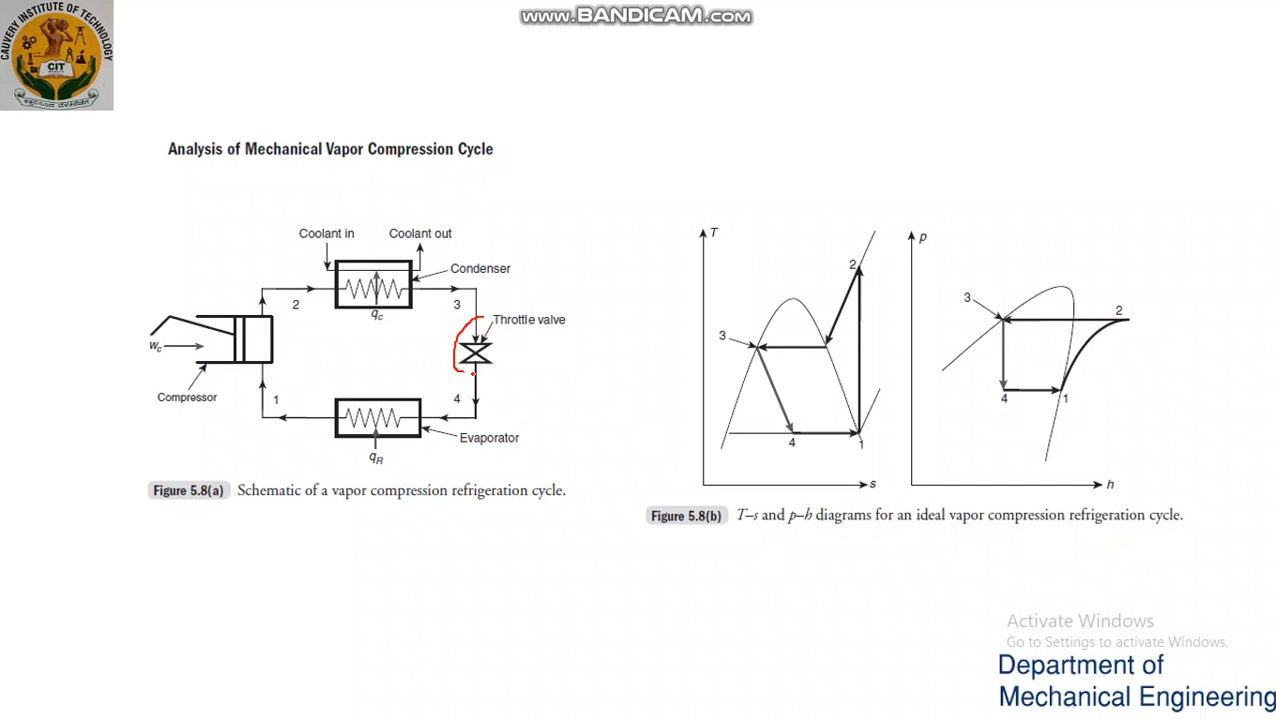 www.BANDICAM.com
CAUVERY INSTITUTE OF TECHNOLOGY
CIT
Analysis of Mechanical Vapor Compression Cycle
Coolant in
Coolant out
Condenser
2
qc
3
Throttle valve
wc
Compressor
1
4
Evaporator
qR
Figure 5.8(a) Schematic of a vapor compression refrigeration cycle.
T
2
3
4
1
s
p
3
2
4
1
h
Figure 5.8(b) T–s and p–h diagrams for an ideal vapor compression refrigeration cycle.
Activate Windows
Go to Settings to activate Windows.
Department of
Mechanical Engineering